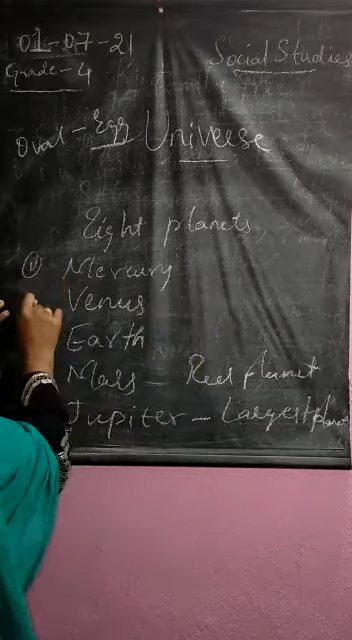 01-07-21 Social Studies
Grade-4
Oval - Egg Universe
Eight planets
① Mercury
Venus
Earth
Mars - Red planet
Jupiter - Largest planet